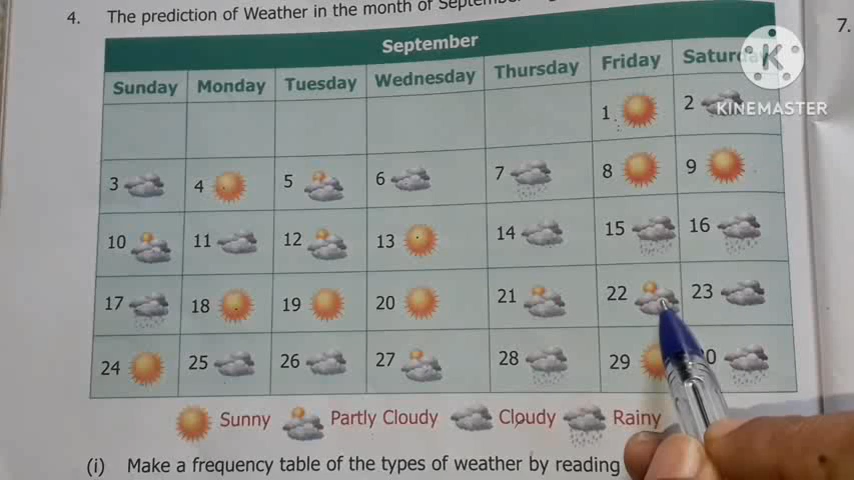 4. The prediction of Weather in the month of
7.
September
Sunday Monday Tuesday Wednesday Thursday Friday
KINEMASTER
1 2
3 4 5 6 7 8 9
10 11 12 13 14 15 16
17 18 19 20 21 22 23
24 25 26 27 28 29
Sunny Partly Cloudy Cloudy Rainy
(i) Make a frequency table of the types of weather by reading